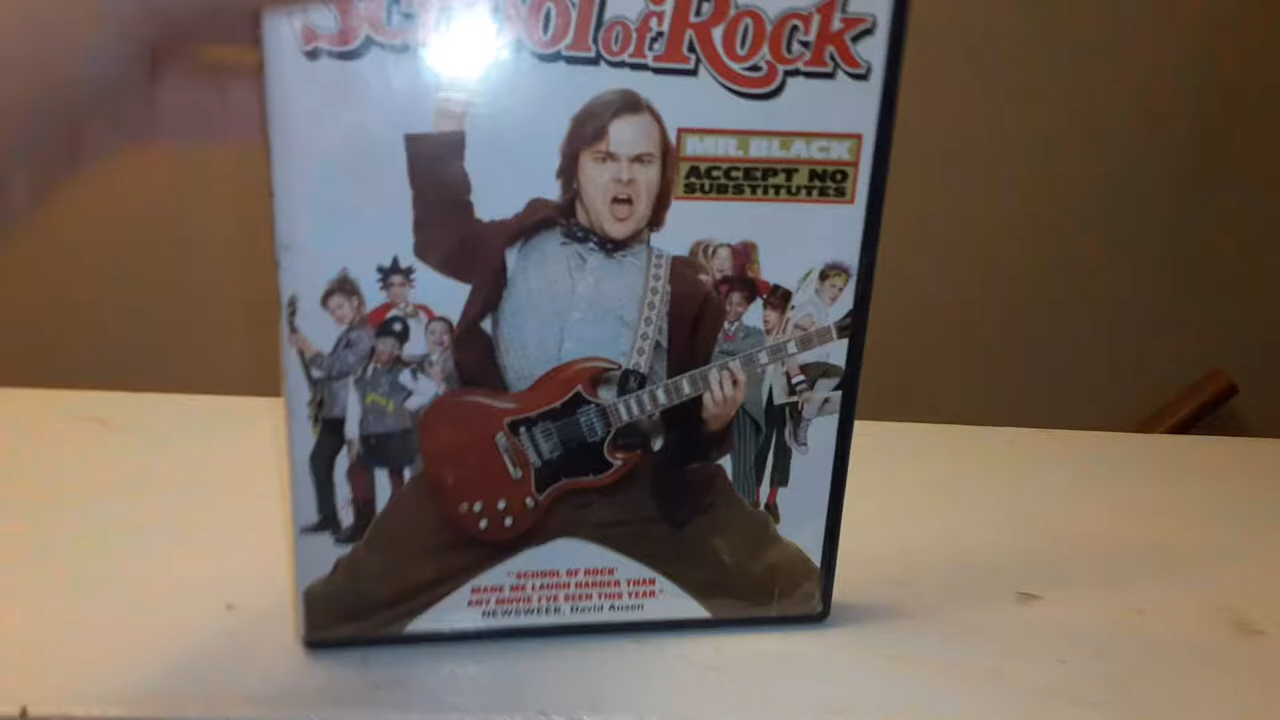 School of Rock
MR. BLACK
ACCEPT NO
SUBSTITUTES
"'SCHOOL OF ROCK'
MADE ME LAUGH HARDER THAN
ANY MOVIE I'VE SEEN THIS YEAR."
NEWSWEEK, David Ansen